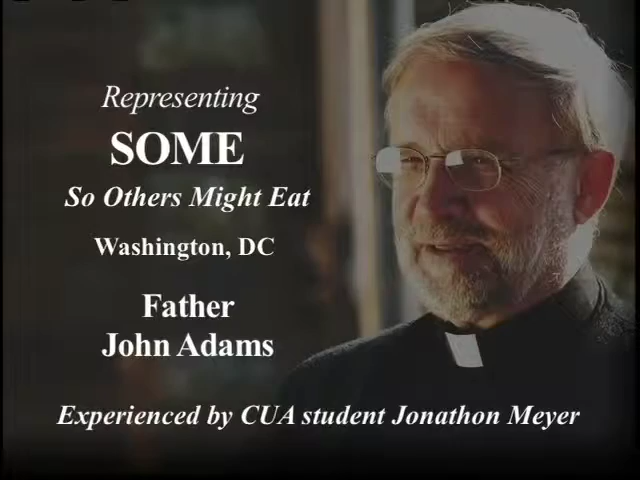 Representing
SOME
So Others Might Eat
Washington, DC
Father
John Adams
Experienced by CUA student Jonathon Meyer